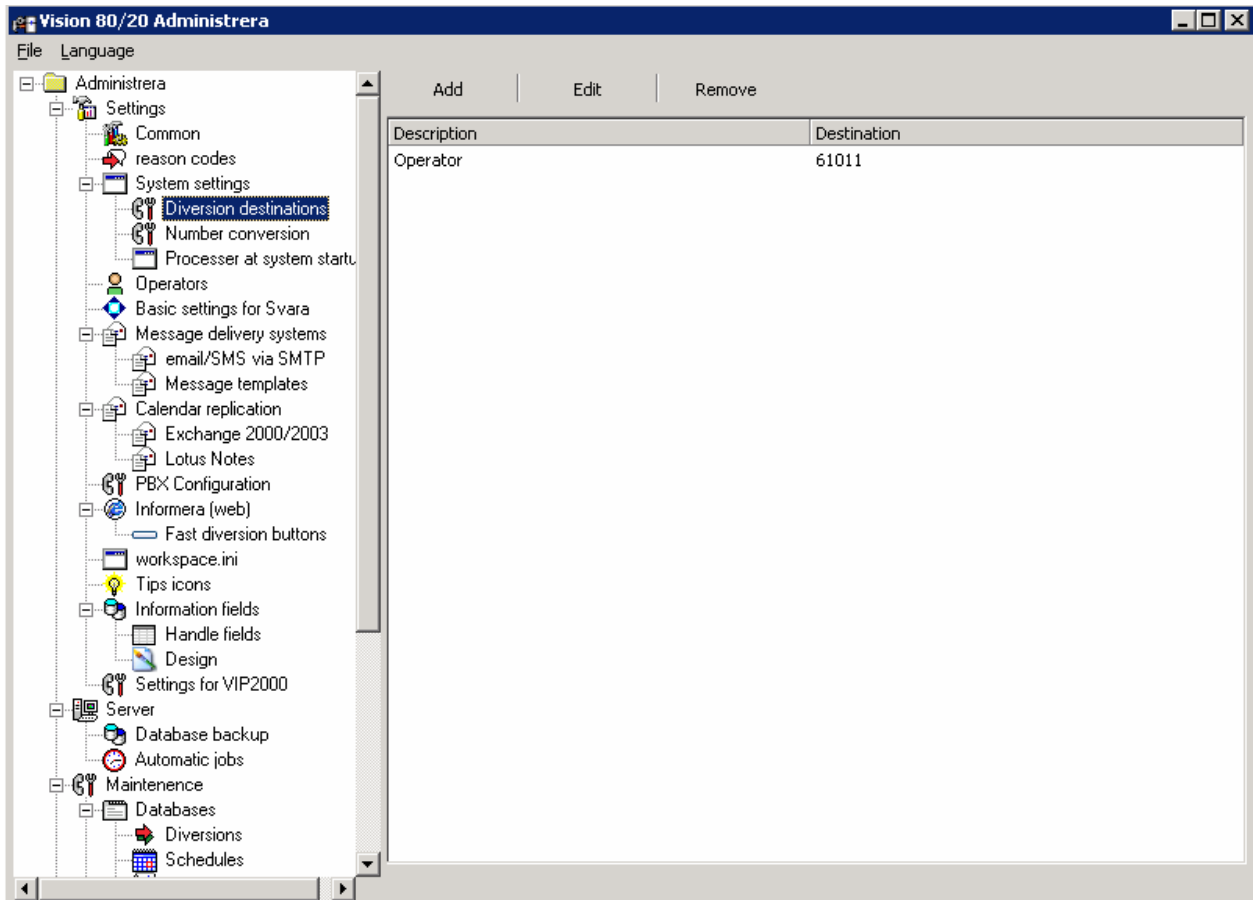 Vision 80/20 Administrera
File Language
Administrera
Settings
Common
reason codes
System settings
Diversion destinations
Number conversion
Processer at system startu
Operators
Basic settings for Svara
Message delivery systems
email/SMS via SMTP
Message templates
Calendar replication
Exchange 2000/2003
Lotus Notes
PBX Configuration
Informera (web)
Fast diversion buttons
workspace.ini
Tips icons
Information fields
Handle fields
Design
Settings for VIP2000
Server
Database backup
Automatic jobs
Maintenence
Databases
Diversions
Schedules
Add Edit Remove
Description Destination
Operator 61011